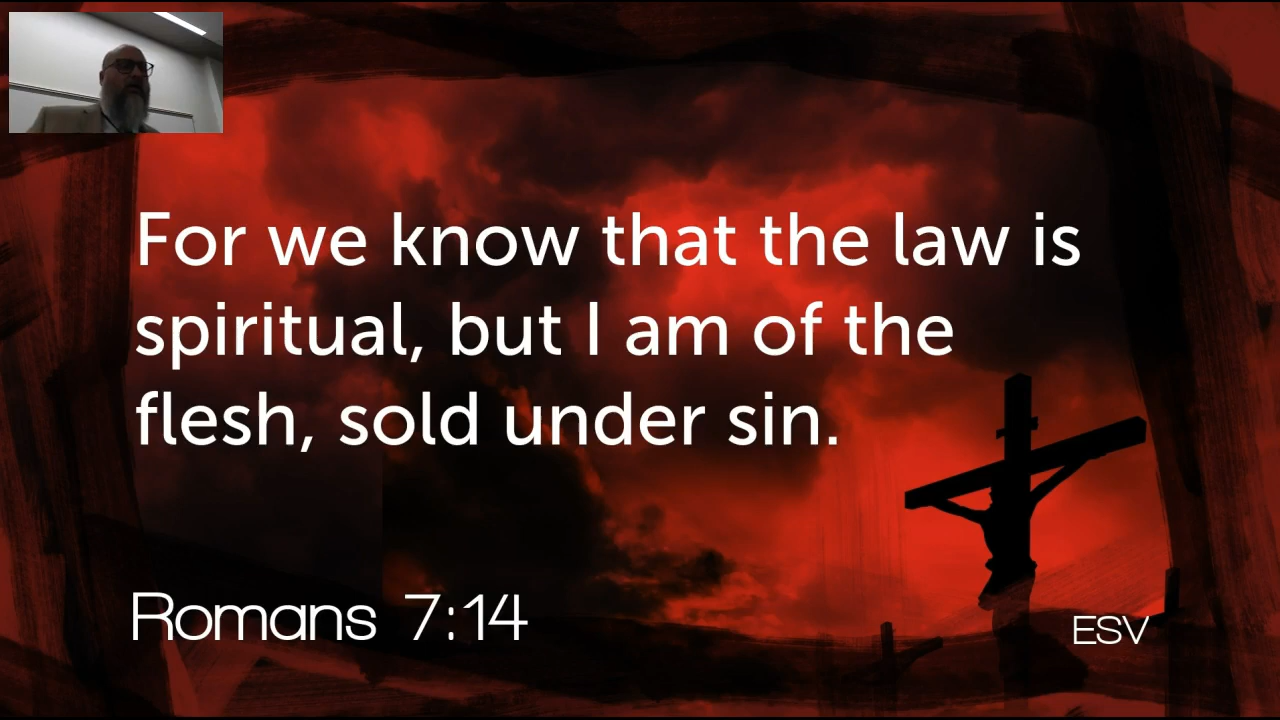 For we know that the law is
spiritual, but I am of the
flesh, sold under sin.
Romans 7:14
ESV